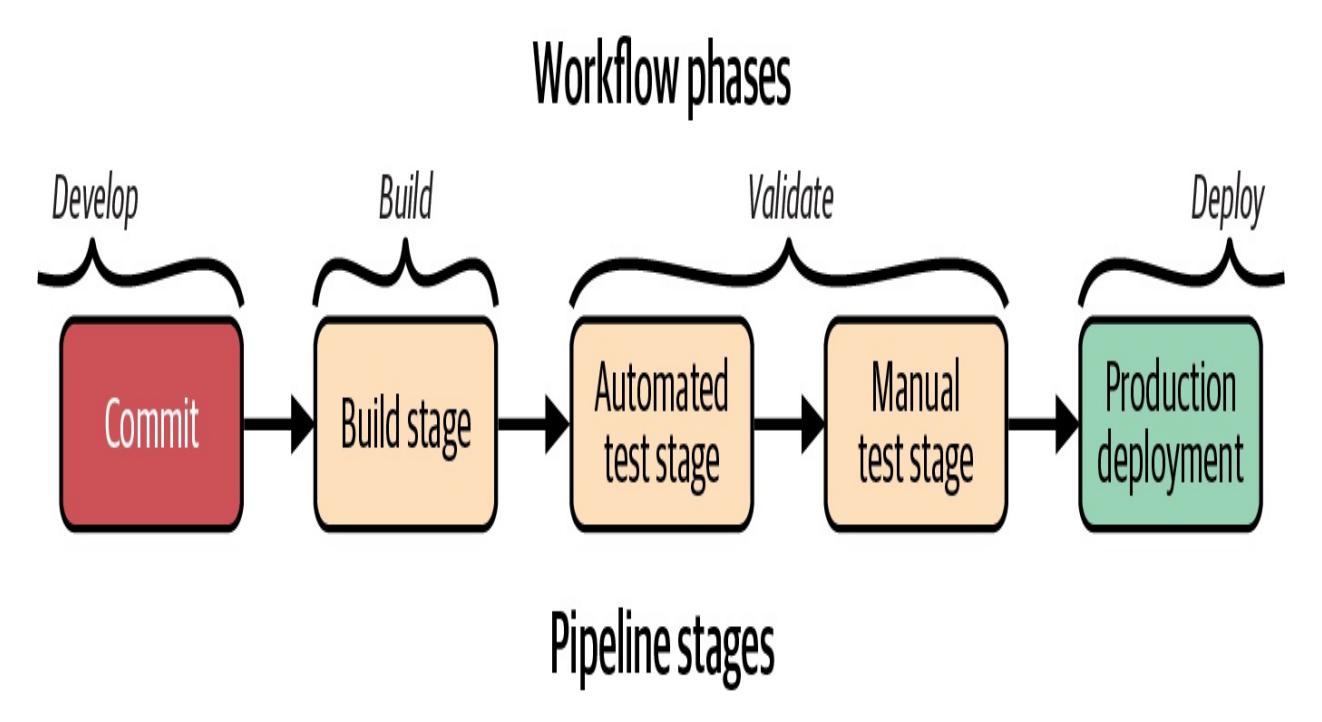 Workflow phases
Develop
Build
Validate
Deploy
Commit
Build stage
Automated
test stage
Manual
test stage
Production
deployment
Pipeline stages